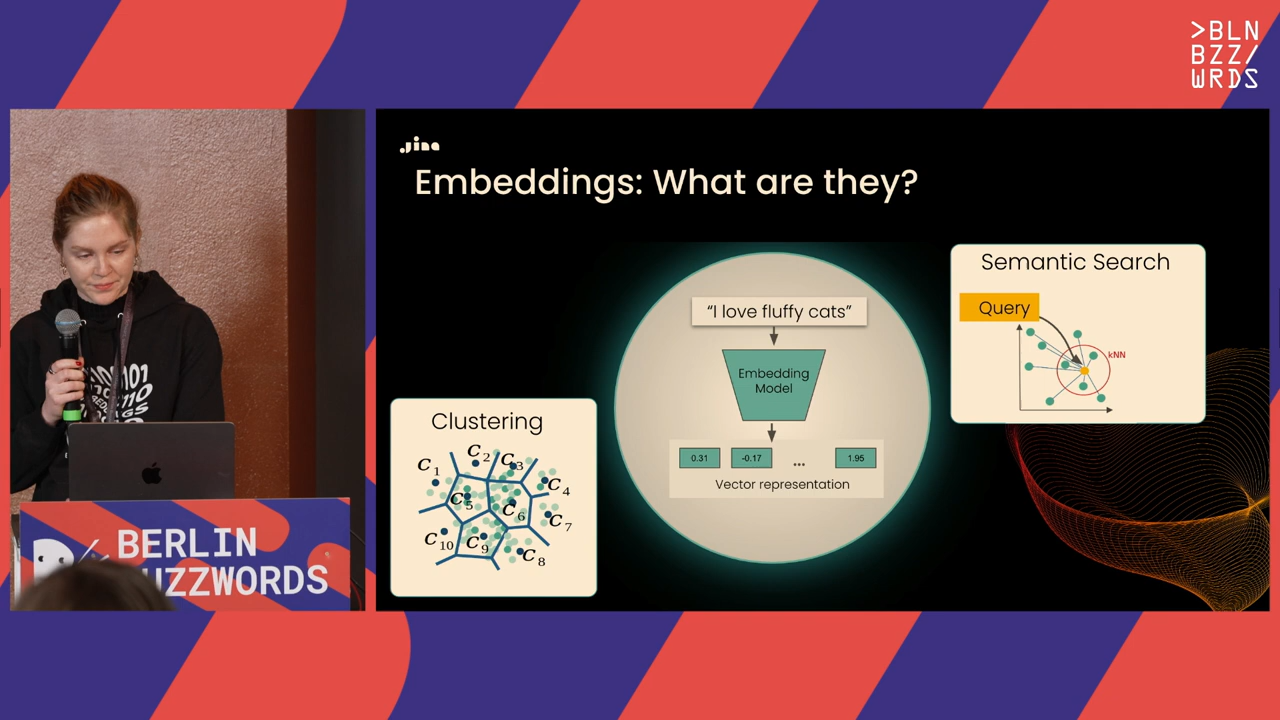 >BLN
BZZ/
WRDS
jina
Embeddings: What are they?
Semantic Search
Query
kNN
"I love fluffy cats"
Embedding
Model
0.31
-0.17
...
1.95
Vector representation
Clustering
C1
C2
C3
C4
C5
C6
C7
C8
C9
C10
BERLIN
BUZZWORDS